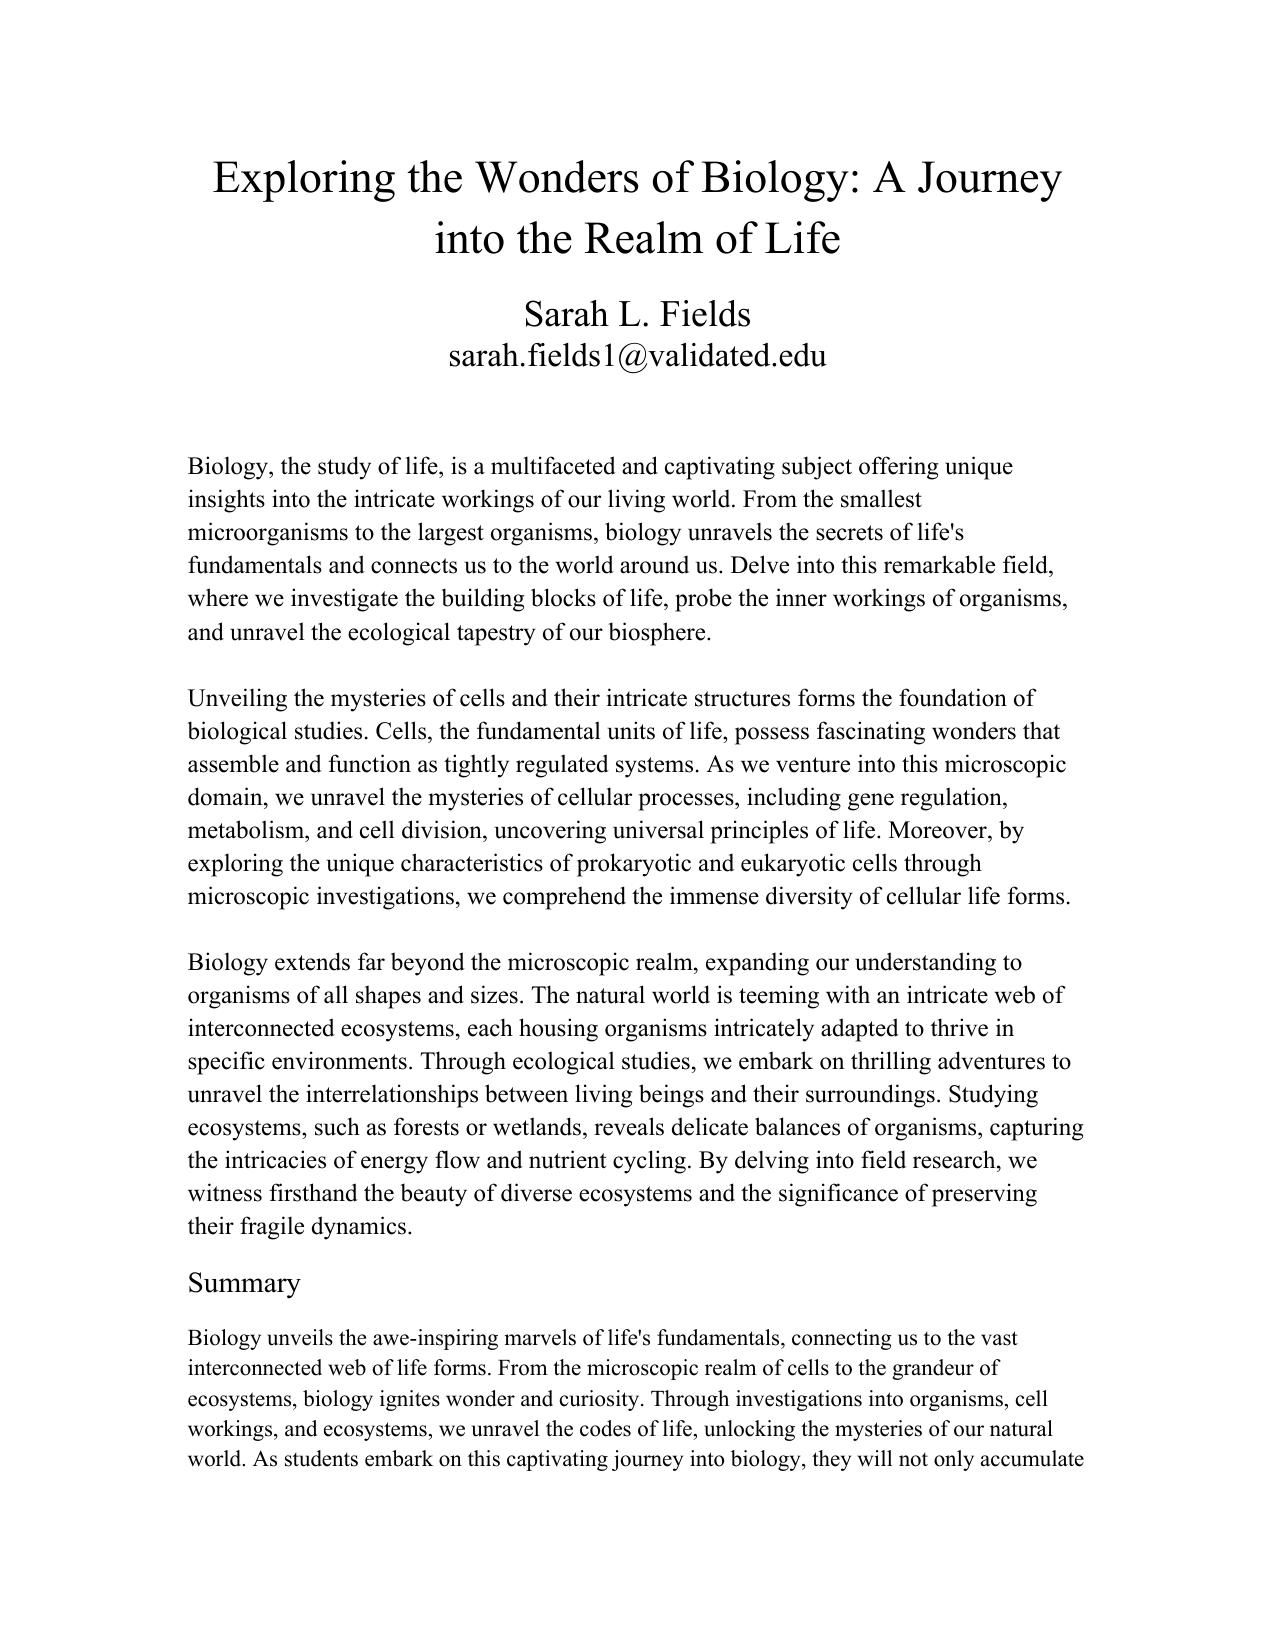 Exploring the Wonders of Biology: A Journey
into the Realm of Life
Sarah L. Fields
sarah.fields1@validated.edu
Biology, the study of life, is a multifaceted and captivating subject offering unique
insights into the intricate workings of our living world. From the smallest
microorganisms to the largest organisms, biology unravels the secrets of life's
fundamentals and connects us to the world around us. Delve into this remarkable field,
where we investigate the building blocks of life, probe the inner workings of organisms,
and unravel the ecological tapestry of our biosphere.
Unveiling the mysteries of cells and their intricate structures forms the foundation of
biological studies. Cells, the fundamental units of life, possess fascinating wonders that
assemble and function as tightly regulated systems. As we venture into this microscopic
domain, we unravel the mysteries of cellular processes, including gene regulation,
metabolism, and cell division, uncovering universal principles of life. Moreover, by
exploring the unique characteristics of prokaryotic and eukaryotic cells through
microscopic investigations, we comprehend the immense diversity of cellular life forms.
Biology extends far beyond the microscopic realm, expanding our understanding to
organisms of all shapes and sizes. The natural world is teeming with an intricate web of
interconnected ecosystems, each housing organisms intricately adapted to thrive in
specific environments. Through ecological studies, we embark on thrilling adventures to
unravel the interrelationships between living beings and their surroundings. Studying
ecosystems, such as forests or wetlands, reveals delicate balances of organisms, capturing
the intricacies of energy flow and nutrient cycling. By delving into field research, we
witness firsthand the beauty of diverse ecosystems and the significance of preserving
their fragile dynamics.
Summary
Biology unveils the awe-inspiring marvels of life's fundamentals, connecting us to the vast
interconnected web of life forms. From the microscopic realm of cells to the grandeur of
ecosystems, biology ignites wonder and curiosity. Through investigations into organisms, cell
workings, and ecosystems, we unravel the codes of life, unlocking the mysteries of our natural
world. As students embark on this captivating journey into biology, they will not only accumulate